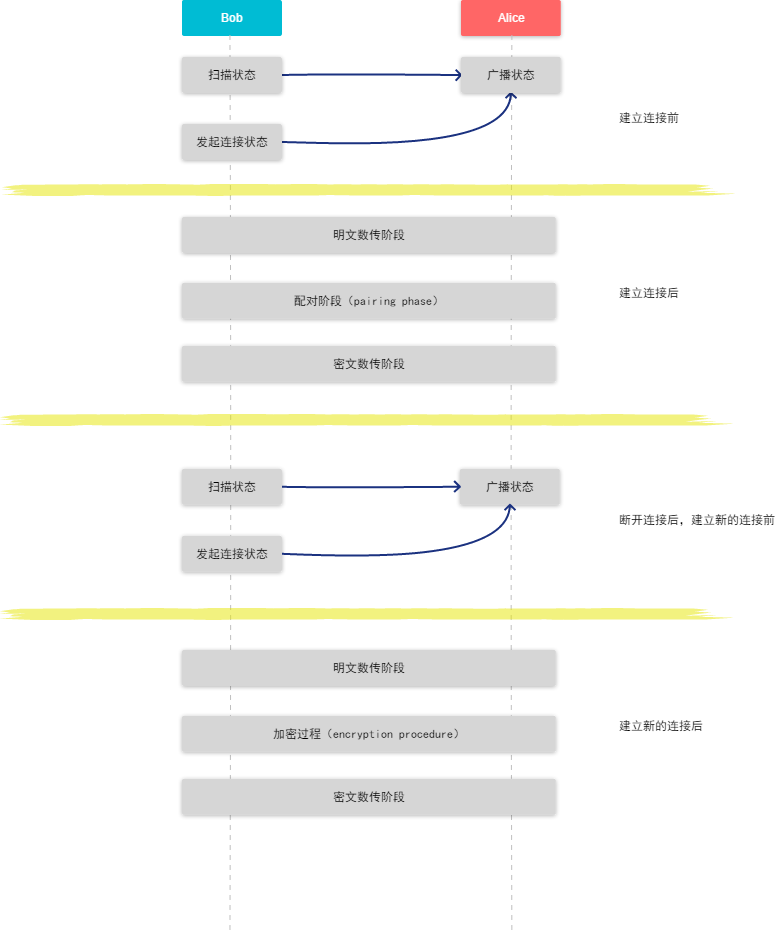 Bob
Alice
扫描状态
广播状态
建立连接前
发起连接状态
明文数传阶段
建立连接后
配对阶段（pairing phase）
密文数传阶段
扫描状态
广播状态
断开连接后，建立新的连接前
发起连接状态
明文数传阶段
建立新的连接后
加密过程（encryption procedure）
密文数传阶段